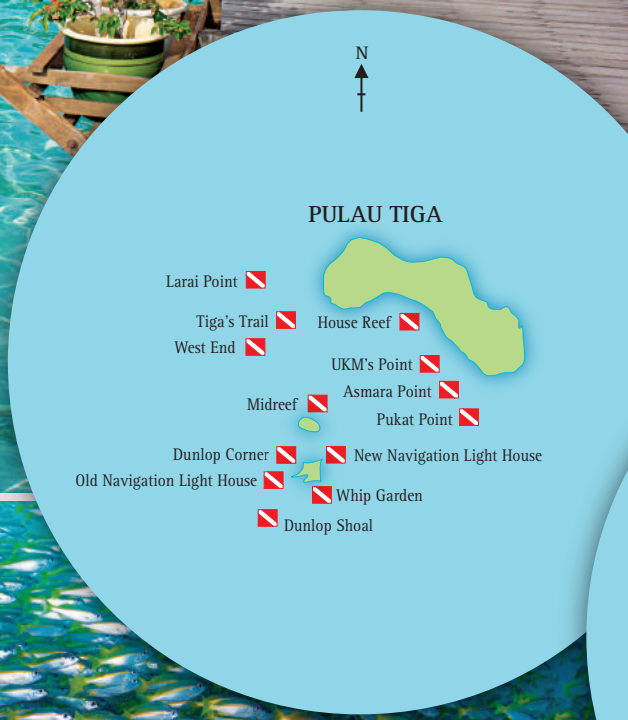 N
PULAU TIGA
Larai Point
Tiga's Trail
House Reef
West End
UKM's Point
Asmara Point
Midreef
Pukat Point
Dunlop Corner
New Navigation Light House
Old Navigation Light House
Whip Garden
Dunlop Shoal